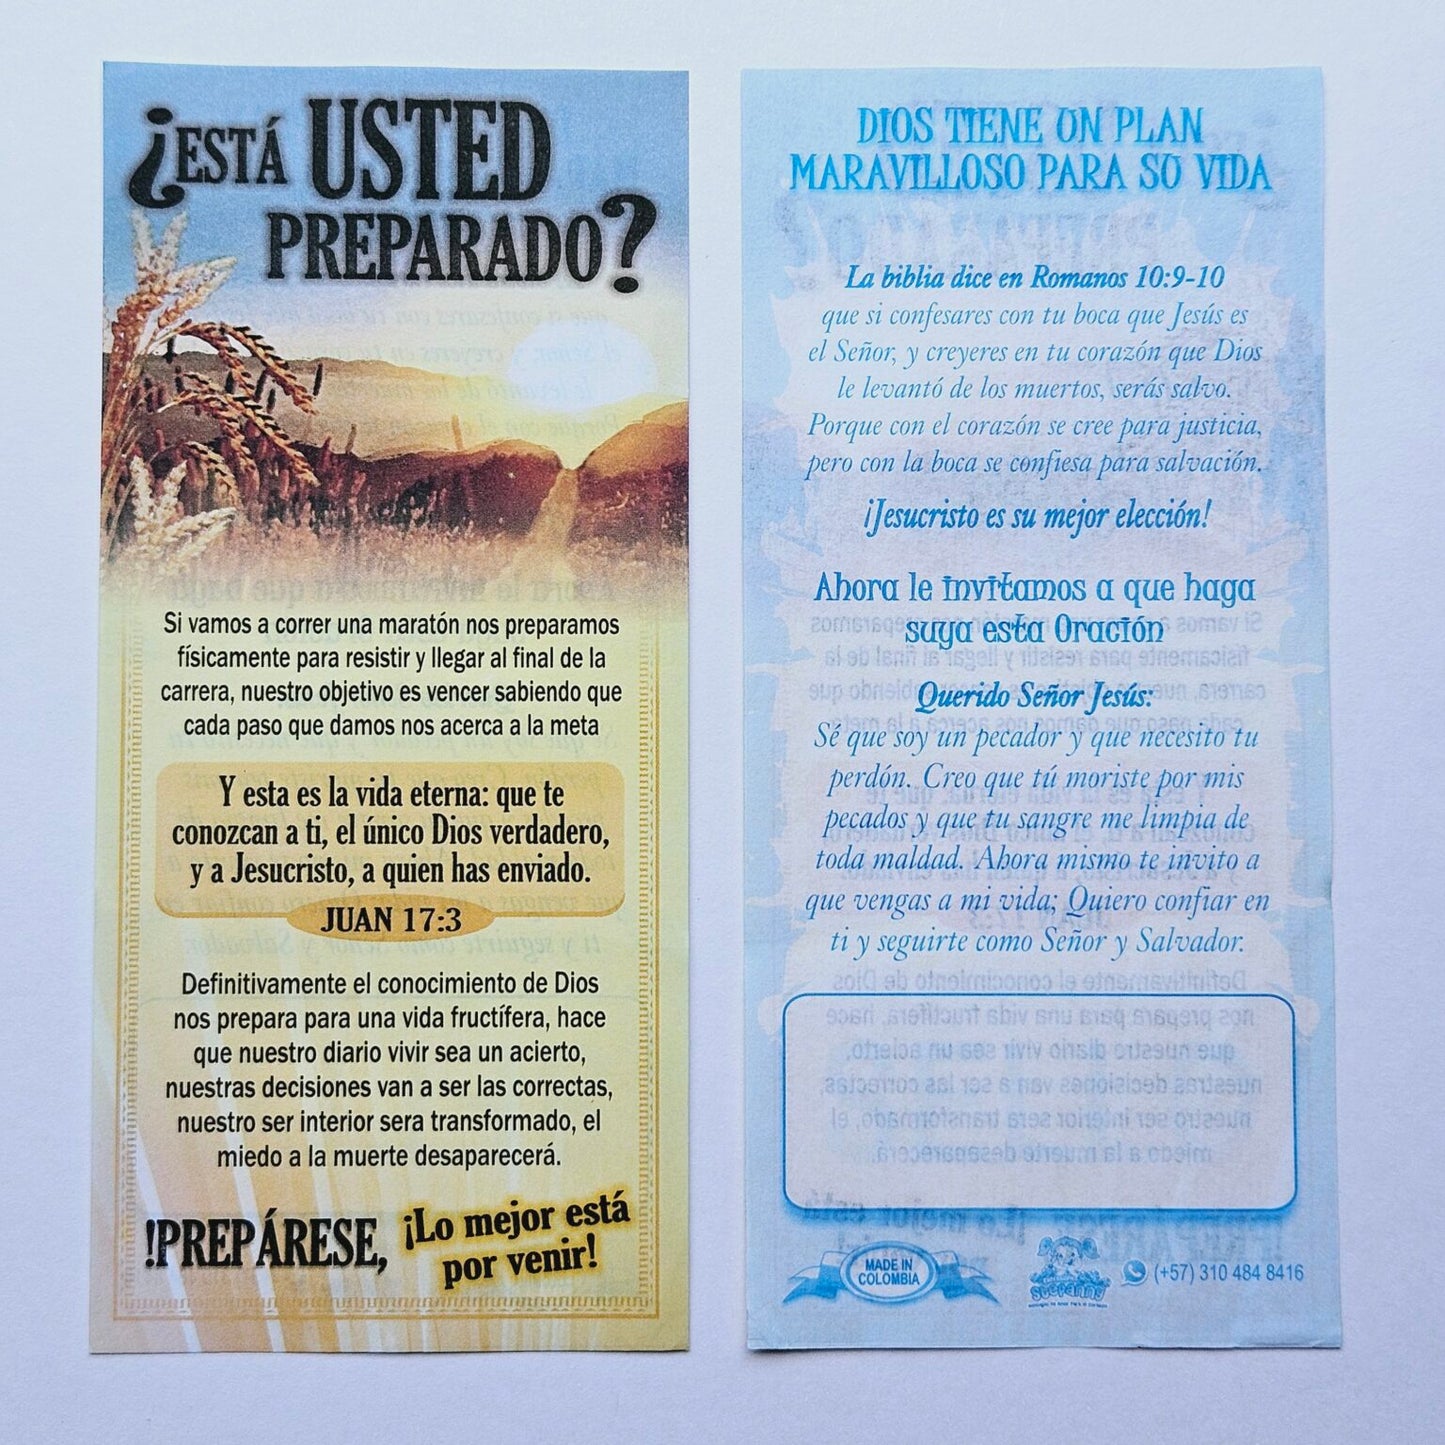 ¿ESTÁ USTED
PREPARADO?
Si vamos a correr una maratón nos preparamos
físicamente para resistir y llegar al final de la
carrera, nuestro objetivo es vencer sabiendo que
cada paso que damos nos acerca a la meta
Y esta es la vida eterna: que te
conozcan a ti, el único Dios verdadero,
y a Jesucristo, a quien has enviado.
JUAN 17:3
Definitivamente el conocimiento de Dios
nos prepara para una vida fructífera, hace
que nuestro diario vivir sea un acierto,
nuestras decisiones van a ser las correctas,
nuestro ser interior sera transformado, el
miedo a la muerte desaparecerá.
!PREPÁRESE, ¡Lo mejor está
por venir!
DIOS TIENE UN PLAN
MARAVILLOSO PARA SU VIDA
La biblia dice en Romanos 10:9-10
que si confesares con tu boca que Jesús es
el Señor, y creyeres en tu corazón que Dios
le levantó de los muertos, serás salvo.
Porque con el corazón se cree para justicia,
pero con la boca se confiesa para salvación.
¡Jesucristo es su mejor elección!
Ahora le invitamos a que haga
suya esta Oración
Querido Señor Jesús:
Sé que soy un pecador y que necesito tu
perdón. Creo que tú moriste por mis
pecados y que tu sangre me limpia de
toda maldad. Ahora mismo te invito a
que vengas a mi vida; Quiero confiar en
ti y seguirte como Señor y Salvador.
MADE IN
COLOMBIA
Stepanny
(+57) 310 484 8416